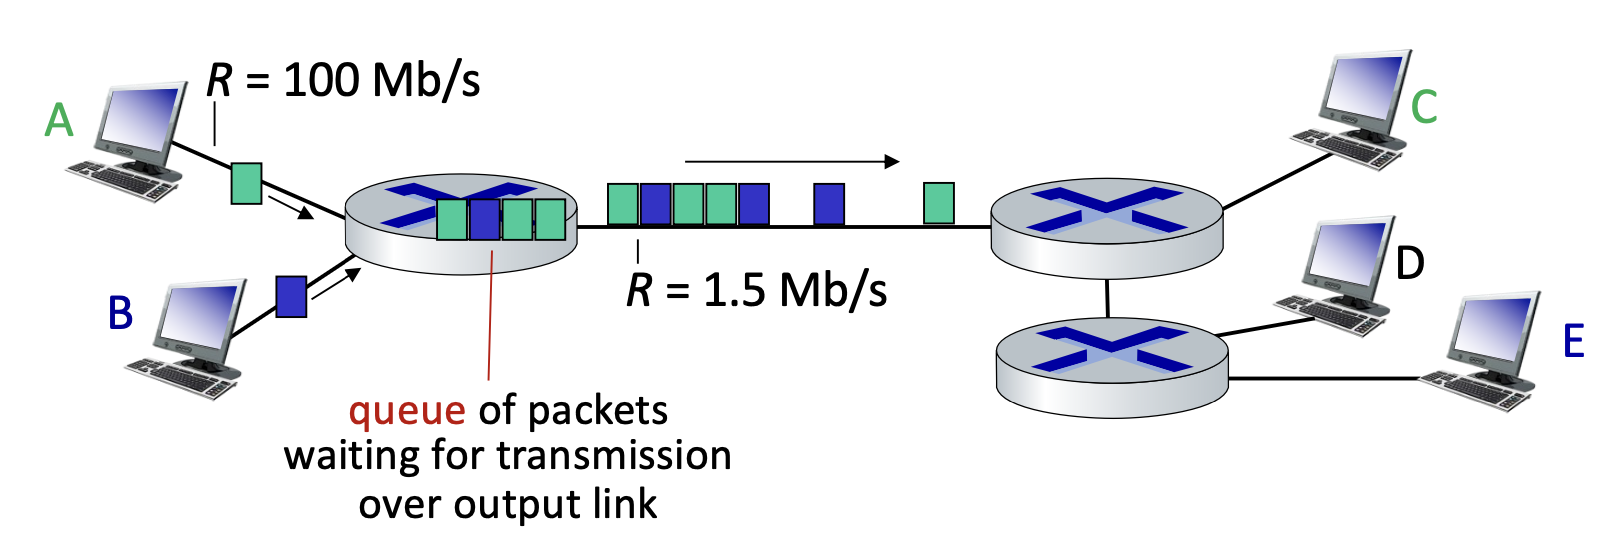 R = 100 Mb/s
A
C
B
R = 1.5 Mb/s
D
E
queue of packets
waiting for transmission
over output link